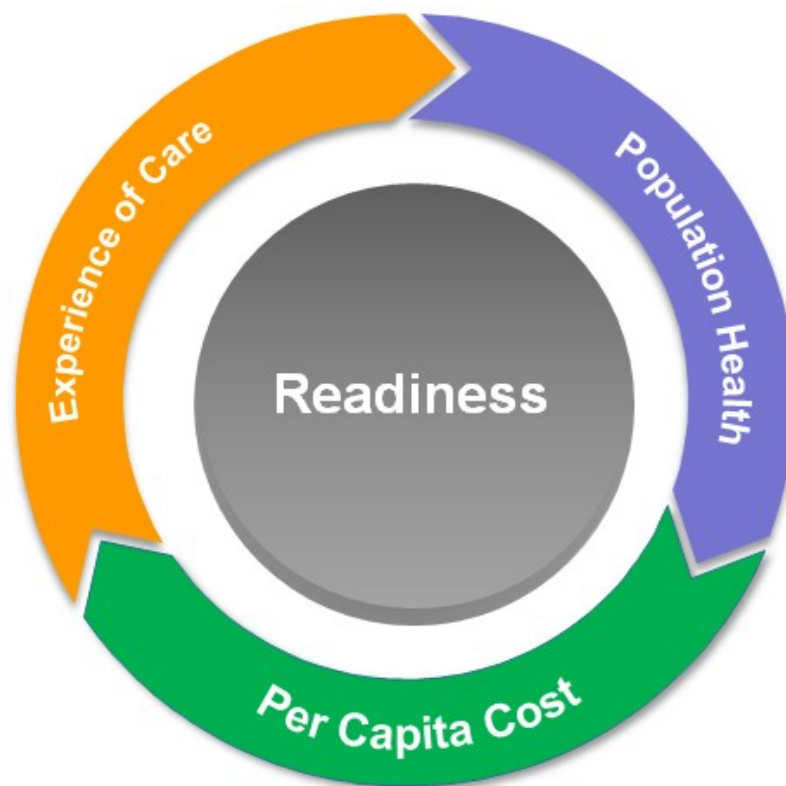 Experience of Care
Population Health
Readiness
Per Capita Cost